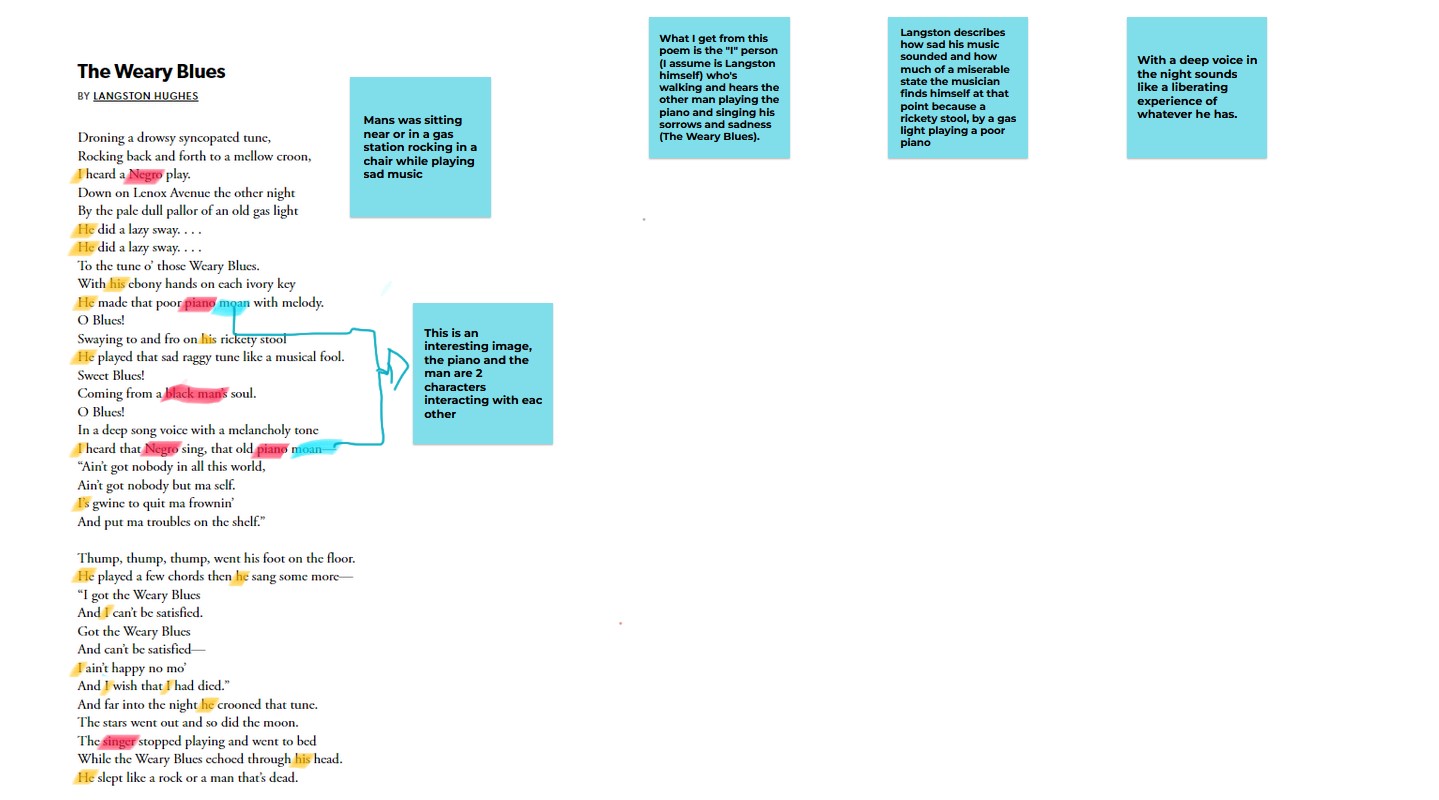 The Weary Blues
BY LANGSTON HUGHES
Droning a drowsy syncopated tune,
Rocking back and forth to a mellow croon,
I heard a Negro play.
Down on Lenox Avenue the other night
By the pale dull pallor of an old gas light
He did a lazy sway. . . .
He did a lazy sway. . . .
To the tune o’ those Weary Blues.
With his ebony hands on each ivory key
He made that poor piano moan with melody.
O Blues!
Swaying to and fro on his rickety stool
He played that sad raggy tune like a musical fool.
Sweet Blues!
Coming from a black man’s soul.
O Blues!
In a deep song voice with a melancholy tone
I heard that Negro sing, that old piano moan—
“Ain’t got nobody in all this world,
Ain’t got nobody but ma self.
I’s gwine to quit ma frownin’
And put ma troubles on the shelf.”
Thump, thump, thump, went his foot on the floor.
He played a few chords then he sang some more—
“I got the Weary Blues
And I can’t be satisfied.
Got the Weary Blues
And can’t be satisfied—
I ain’t happy no mo’
And I wish that I had died.”
And far into the night he crooned that tune.
The stars went out and so did the moon.
The singer stopped playing and went to bed
While the Weary Blues echoed through his head.
He slept like a rock or a man that’s dead.
Mans was sitting
near or in a gas
station rocking in a
chair while playing
sad music
This is an
interesting image,
the piano and the
man are 2
characters
interacting with eac
other
What I get from this
poem is the "I" person
(I assume is Langston
himself) who's
walking and hears the
other man playing the
piano and singing his
sorrows and sadness
(The Weary Blues).
Langston describes
how sad his music
sounded and how
much of a miserable
state the musician
finds himself at that
point because a
rickety stool, by a gas
light playing a poor
piano
With a deep voice in
the night sounds
like a liberating
experience of
whatever he has.